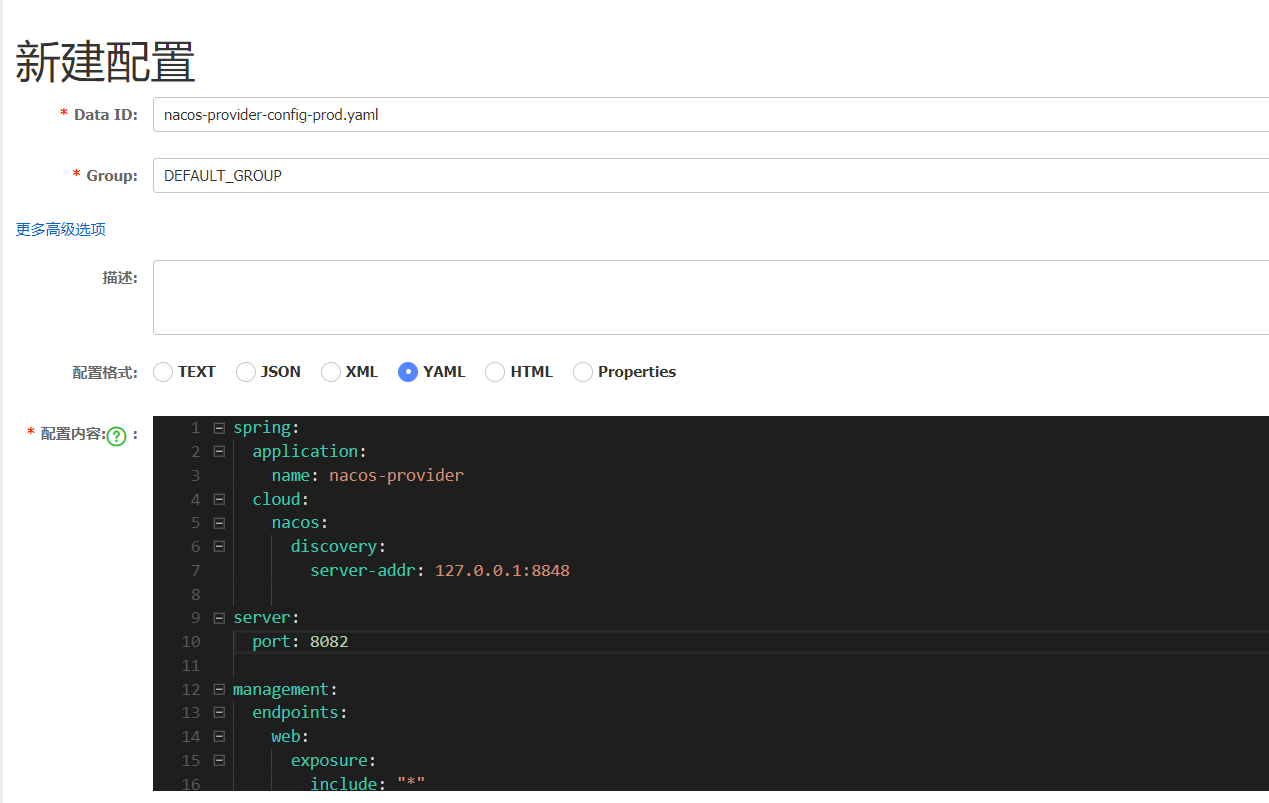 新建配置
* Data ID: nacos-provider-config-prod.yaml
* Group: DEFAULT_GROUP
更多高级选项
描述:
配置格式: TEXT JSON XML YAML HTML Properties
* 配置内容:? :
1 spring:
2   application:
3     name: nacos-provider
4   cloud:
5     nacos:
6       discovery:
7         server-addr: 127.0.0.1:8848
8
9 server:
10   port: 8082
11
12 management:
13   endpoints:
14     web:
15       exposure:
16         include: "*"